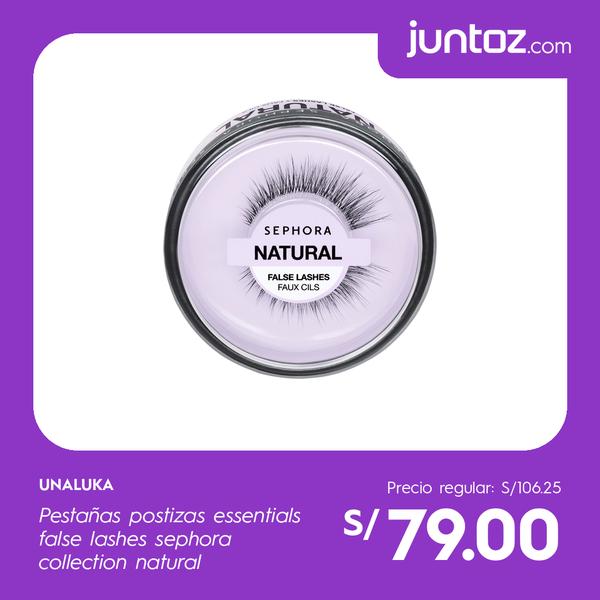 juntoz.com
NATURAL
SEPHORA
NATURAL
FALSE LASHES
FAUX CILS
UNALUKA
Pestañas postizas essentials
false lashes sephora
collection natural
Precio regular: S/106.25
S/79.00